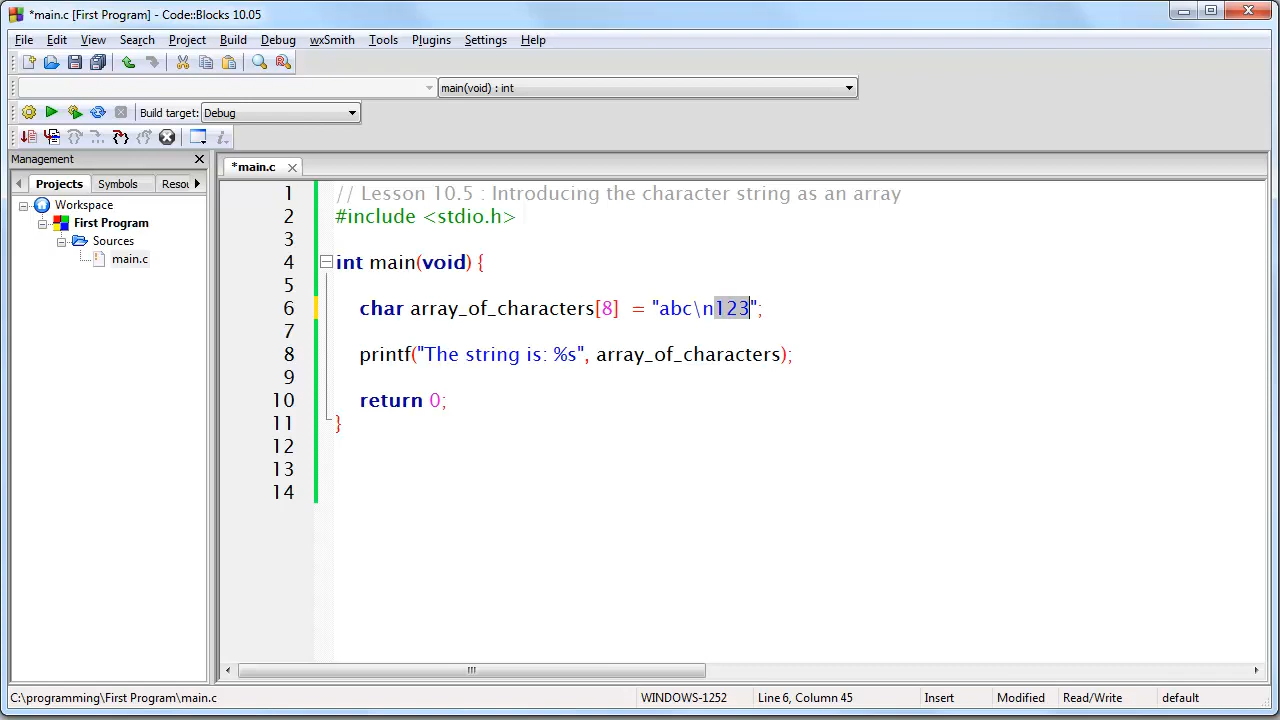 *main.c [First Program] - Code::Blocks 10.05
File Edit View Search Project Build Debug wxSmith Tools Plugins Settings Help
main(void) : int
Build target: Debug
Management
Projects Symbols Resou
Workspace
First Program
Sources
main.c
*main.c
1 // Lesson 10.5 : Introducing the character string as an array
2 #include <stdio.h>
3
4 int main(void) {
5
6 char array_of_characters[8]  = "abc\n123";
7
8 printf("The string is: %s", array_of_characters);
9
10 return 0;
11 }
12
13
14
C:\programming\First Program\main.c WINDOWS-1252 Line 6, Column 45 Insert Modified Read/Write default